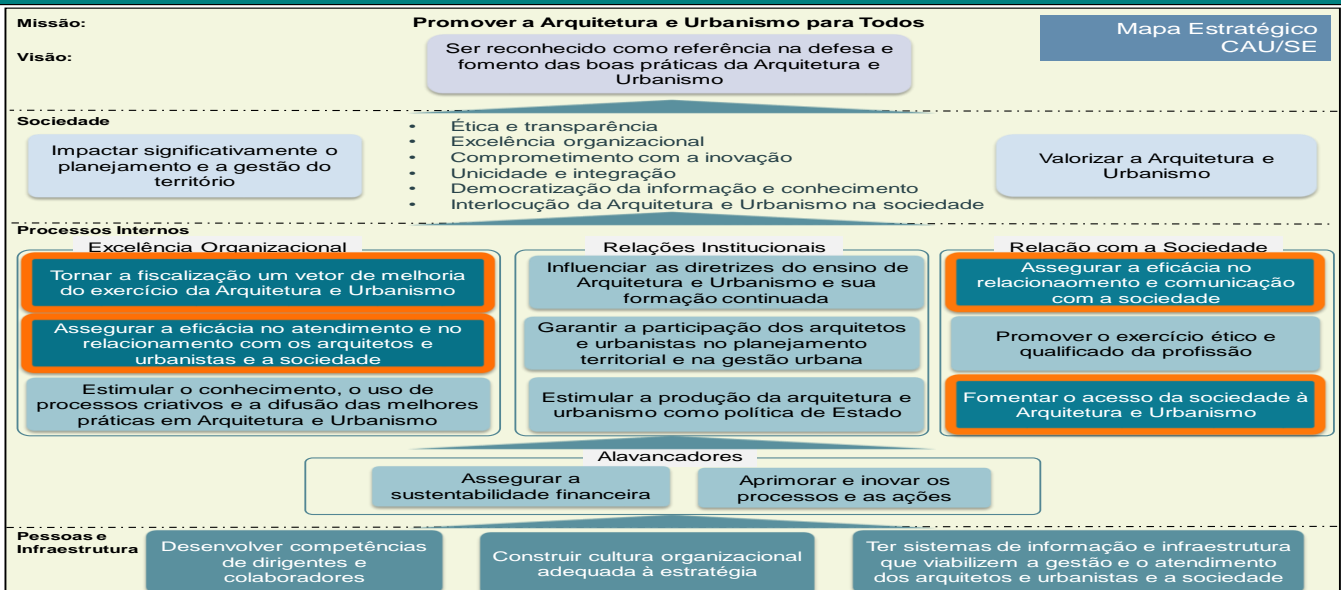 Missão:
Promover a Arquitetura e Urbanismo para Todos
Mapa Estratégico
CAU/SE
Visão:
Ser reconhecido como referência na defesa e
fomento das boas práticas da Arquitetura e
Urbanismo
Sociedade
Impactar significativamente o
planejamento e a gestão do
território
• Ética e transparência
• Excelência organizacional
• Comprometimento com a inovação
• Unicidade e integração
• Democratização da informação e conhecimento
• Interlocução da Arquitetura e Urbanismo na sociedade
Valorizar a Arquitetura e
Urbanismo
Processos Internos
Excelência Organizacional
Tornar a fiscalização um vetor de melhoria
do exercício da Arquitetura e Urbanismo
Assegurar a eficácia no atendimento e no
relacionamento com os arquitetos e
urbanistas e a sociedade
Estimular o conhecimento, o uso de
processos criativos e a difusão das melhores
práticas em Arquitetura e Urbanismo
Relações Institucionais
Influenciar as diretrizes do ensino de
Arquitetura e Urbanismo e sua
formação continuada
Garantir a participação dos arquitetos
e urbanistas no planejamento
territorial e na gestão urbana
Estimular a produção da arquitetura e
urbanismo como política de Estado
Relação com a Sociedade
Assegurar a eficácia no
relacionaomento e comunicação
com a sociedade
Promover o exercício ético e
qualificado da profissão
Fomentar o acesso da sociedade à
Arquitetura e Urbanismo
Alavancadores
Assegurar a
sustentabilidade financeira
Aprimorar e inovar os
processos e as ações
Pessoas e
Infraestrutura
Desenvolver competências
de dirigentes e
colaboradores
Construir cultura organizacional
adequada à estratégia
Ter sistemas de informação e infraestrutura
que viabilizem a gestão e o atendimento
dos arquitetos e urbanistas e a sociedade